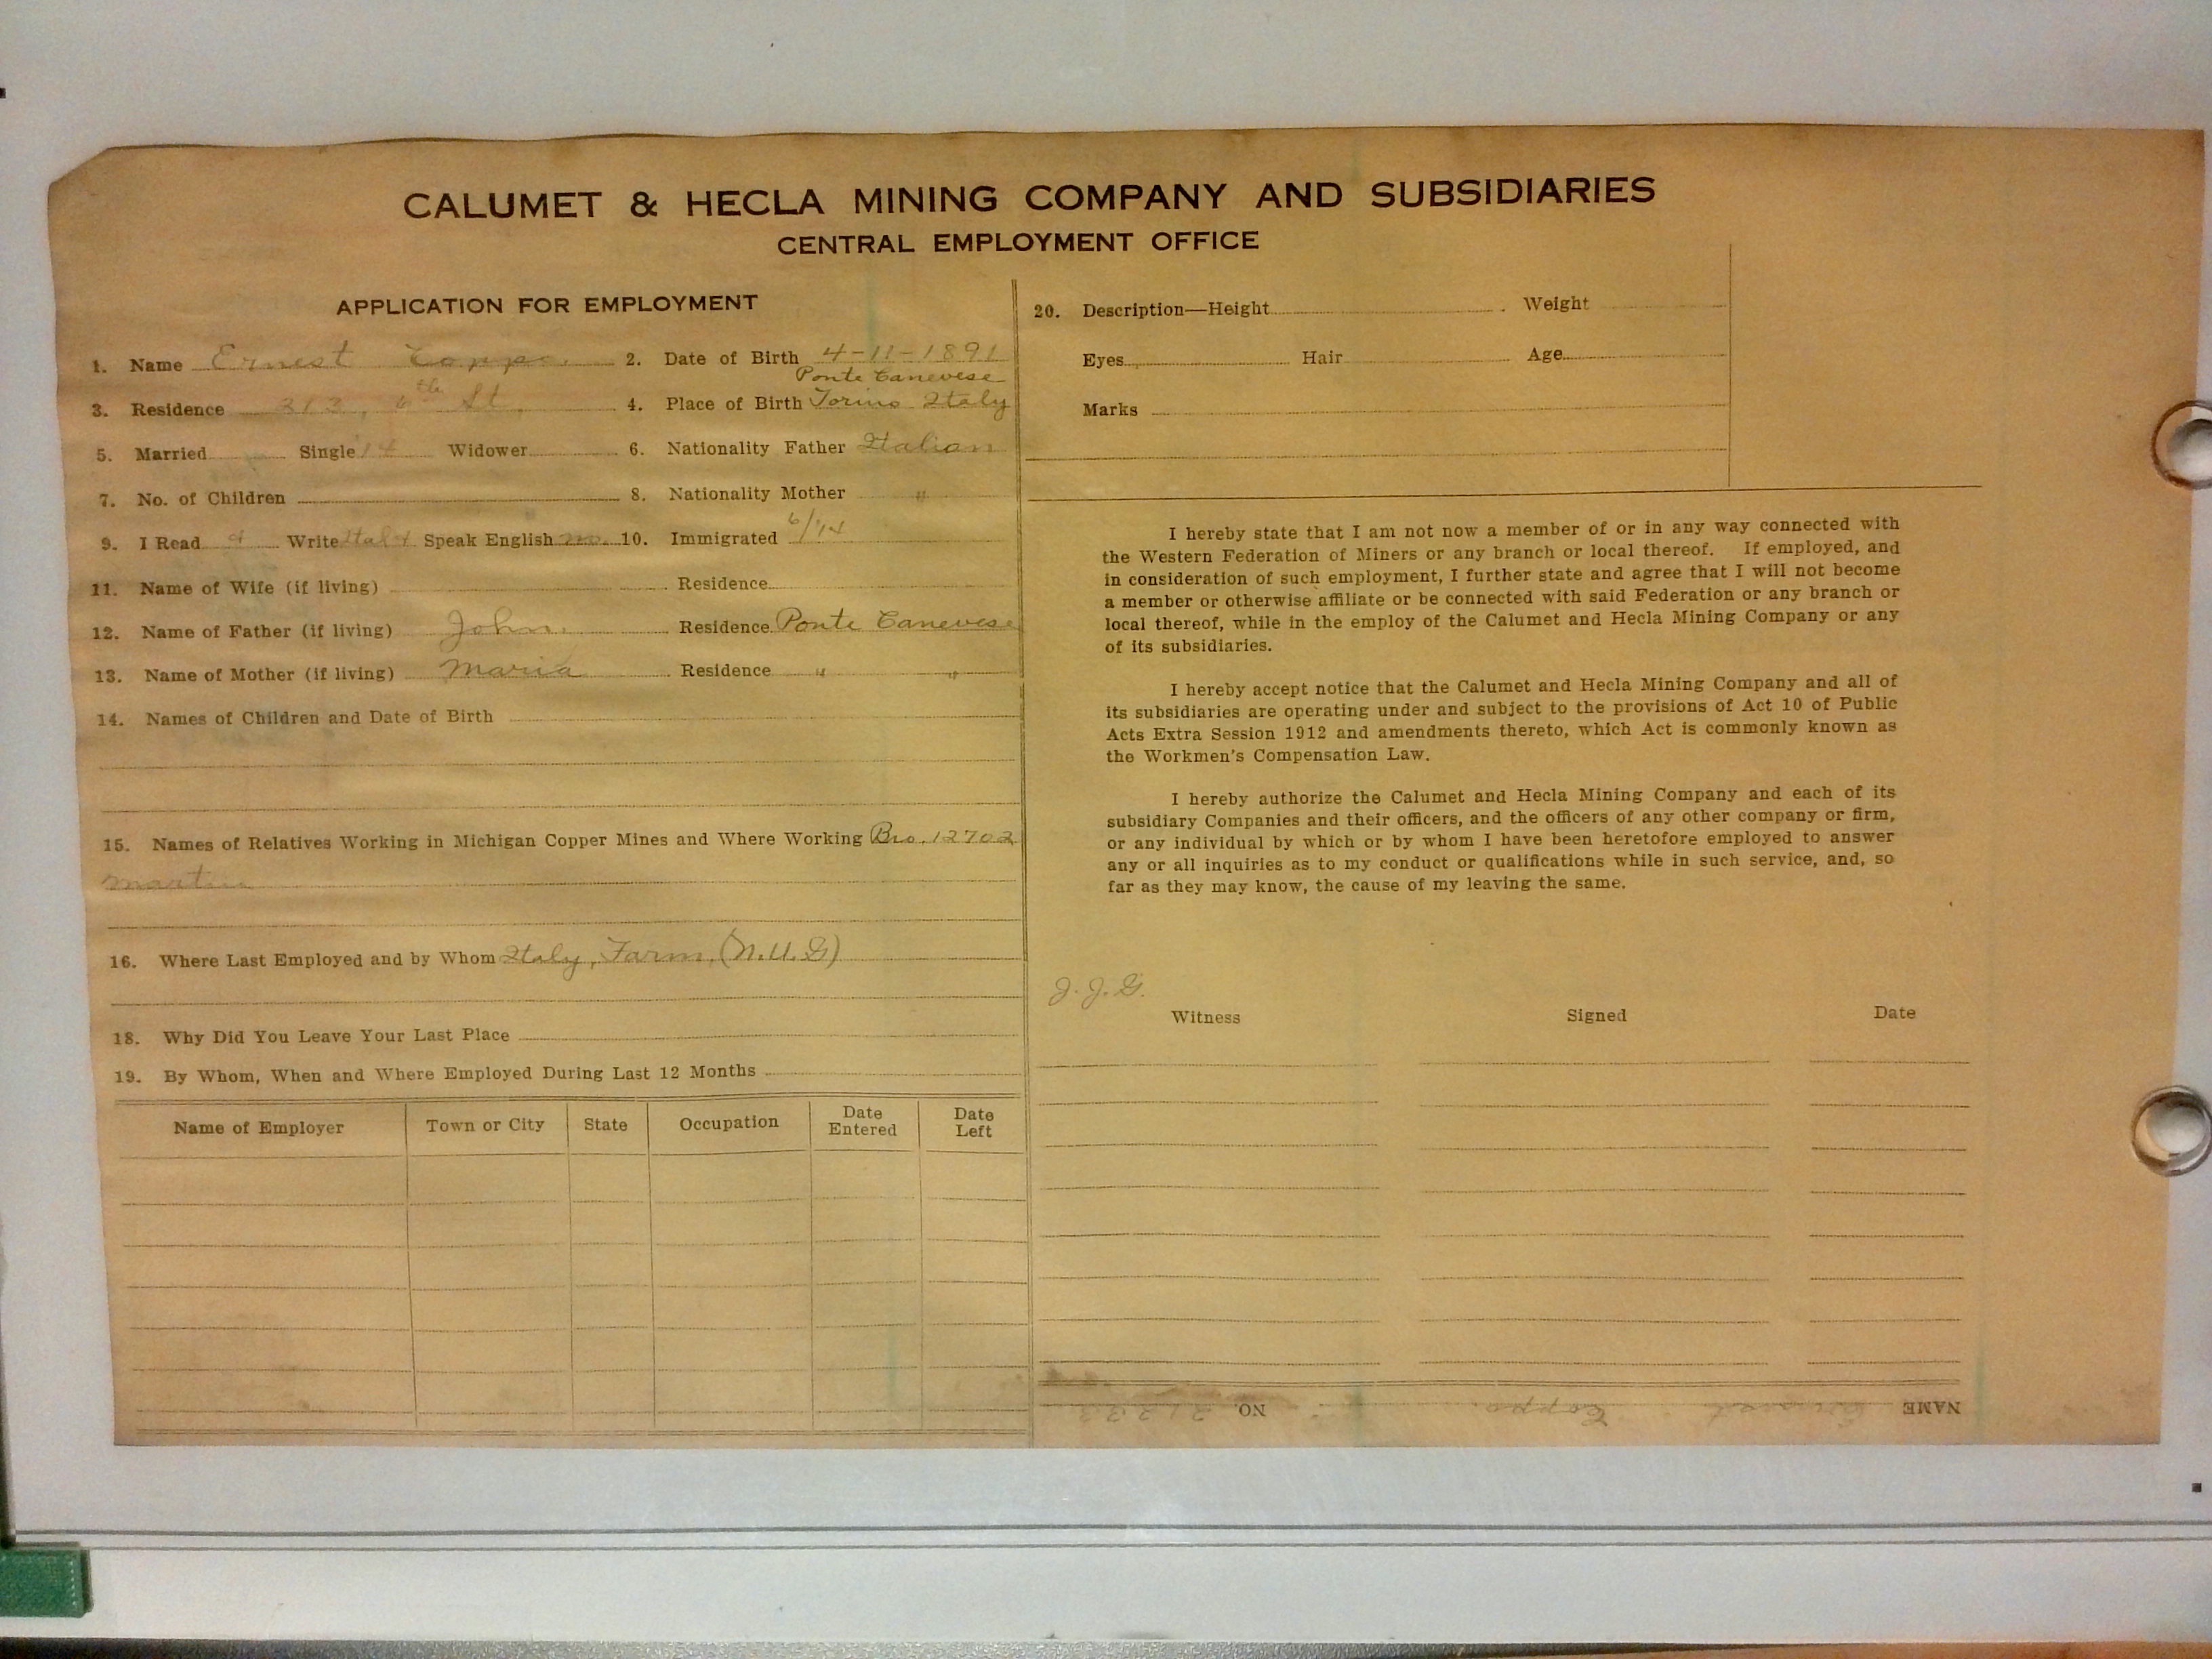 CALUMET & HECLA MINING COMPANY AND SUBSIDIARIES
CENTRAL EMPLOYMENT OFFICE
APPLICATION FOR EMPLOYMENT
1. Name Ernest Coppo. 2. Date of Birth 4-11-1891
Ponte Canevese
3. Residence 313, 6th St. 4. Place of Birth Torino Italy
5. Married Single '14 Widower 6. Nationality Father Italian
7. No. of Children 8. Nationality Mother "
9. I Read & Write Ital & Speak English no. 10. Immigrated 6/'14
11. Name of Wife (if living) Residence
12. Name of Father (if living) John. Residence Ponte Canevese
13. Name of Mother (if living) Maria Residence " "
14. Names of Children and Date of Birth
15. Names of Relatives Working in Michigan Copper Mines and Where Working Bro. 12702
Martin
16. Where Last Employed and by Whom Italy, Farm, (N.U.G)
18. Why Did You Leave Your Last Place
19. By Whom, When and Where Employed During Last 12 Months
Name of Employer Town or City State Occupation Date Entered Date Left
20. Description—Height Weight
Eyes Hair Age
Marks
I hereby state that I am not now a member of or in any way connected with
the Western Federation of Miners or any branch or local thereof. If employed, and
in consideration of such employment, I further state and agree that I will not become
a member or otherwise affiliate or be connected with said Federation or any branch or
local thereof, while in the employ of the Calumet and Hecla Mining Company or any
of its subsidiaries.
I hereby accept notice that the Calumet and Hecla Mining Company and all of
its subsidiaries are operating under and subject to the provisions of Act 10 of Public
Acts Extra Session 1912 and amendments thereto, which Act is commonly known as
the Workmen's Compensation Law.
I hereby authorize the Calumet and Hecla Mining Company and each of its
subsidiary Companies and their officers, and the officers of any other company or firm,
or any individual by which or by whom I have been heretofore employed to answer
any or all inquiries as to my conduct or qualifications while in such service, and, so
far as they may know, the cause of my leaving the same.
J.J.G.
Witness Signed Date
NAME Ernest Coppo. NO.